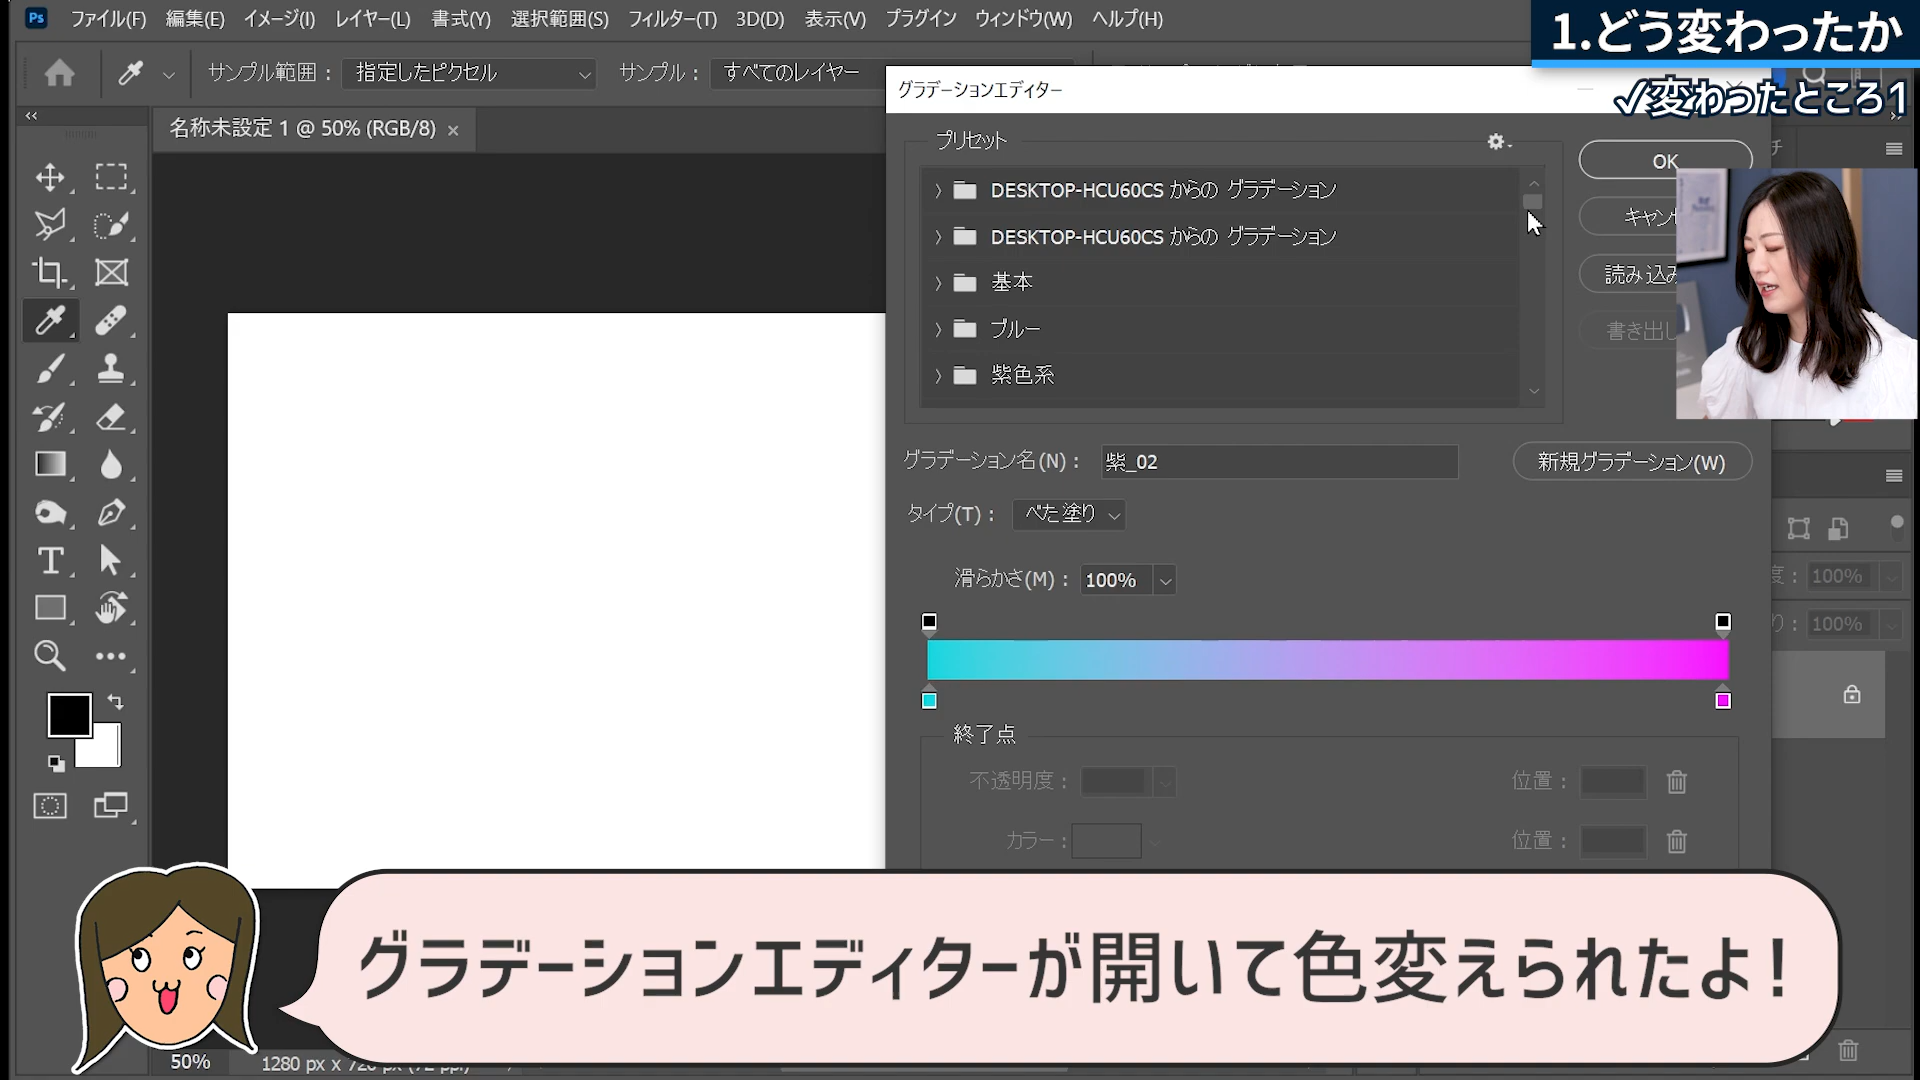 Ps ファイル(F) 編集(E) イメージ(I) レイヤー(L) 書式(Y) 選択範囲(S) フィルター(T) 3D(D) 表示(V) プラグイン ウィンドウ(W) ヘルプ(H)
1.どう変わったか
✓変わったところ1
サンプル範囲： 指定したピクセル サンプル： すべてのレイヤー
名称未設定 1 @ 50% (RGB/8) ×
グラデーションエディター
プリセット
OK
DESKTOP-HCU60CS からの グラデーション
DESKTOP-HCU60CS からの グラデーション
キャン
基本
読み込み
ブルー
書き出し
紫色系
グラデーション名(N)： 紫_02
新規グラデーション(W)
タイプ(T)： べた塗り
滑らかさ(M)： 100%
度： 100%
100%
終了点
不透明度： 位置：
カラー： 位置：
グラデーションエディターが開いて色変えられたよ！
50% 1280 px x 720 px (72 ppi)